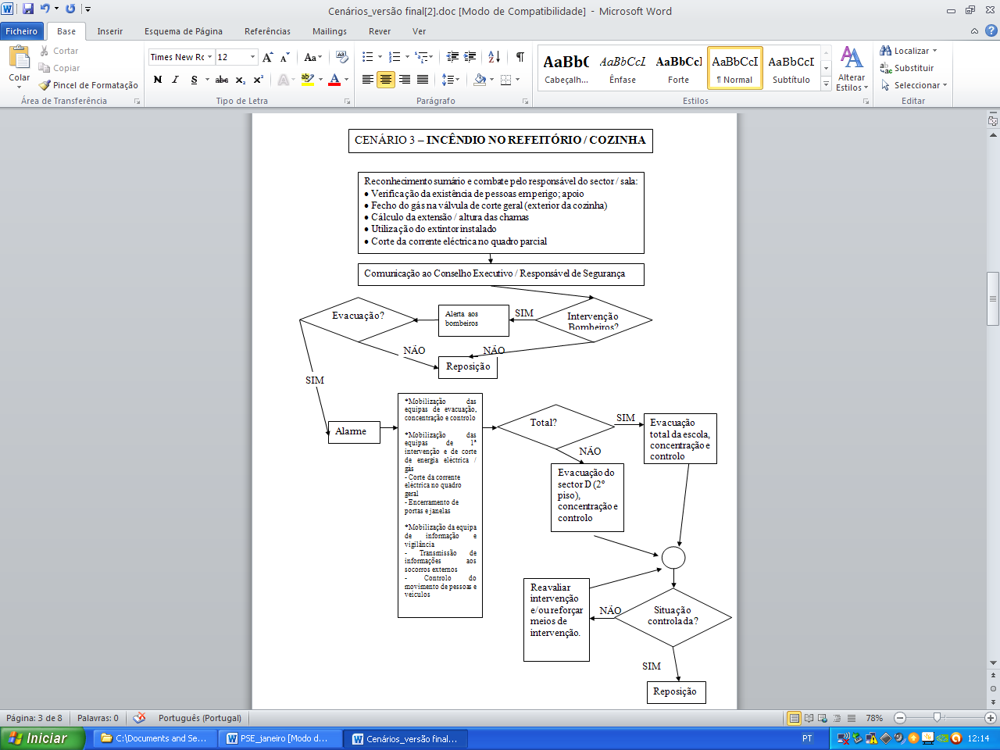 Cenários_versão final[2].doc [Modo de Compatibilidade] - Microsoft Word
Ficheiro Base Inserir Esquema de Página Referências Mailings Rever Ver
Colar
Cortar
Copiar
Pincel de Formatação
Área de Transferência
Times New Ro 12
N I S abc x₂ x²
Tipo de Letra
Parágrafo
AaBbC AaBbCcI AaBbCcI AaBbCcI AaBbCcI
Cabeçalh... Ênfase Forte ¶ Normal Subtítulo
Alterar
Estilos
Estilos
Localizar
Substituir
Seleccionar
Editar
CENÁRIO 3 – INCÊNDIO NO REFEITÓRIO / COZINHA
Reconhecimento sumário e combate pelo responsável do sector / sala:
• Verificação da existência de pessoas em perigo; apoio
• Fecho do gás na válvula de corte geral (exterior da cozinha)
• Cálculo da extensão / altura das chamas
• Utilização do extintor instalado
• Corte da corrente eléctrica no quadro parcial
Comunicação ao Conselho Executivo / Responsável de Segurança
Evacuação?
Alerta aos
bombeiros
SIM
Intervenção
Bombeiros?
NÃO
NÃO
Reposição
SIM
Alarme
*Mobilização das
equipas de evacuação,
concentração e controlo
*Mobilização das
equipas de 1ª
intervenção e de corte
de energia eléctrica /
gás
- Corte da corrente
eléctrica no quadro
geral
- Encerramento de
portas e janelas
*Mobilização da equipa
de informação e
vigilância
- Transmissão de
informações aos
socorros externos
- Controlo do
movimento de pessoas e
veículos
Total?
SIM
Evacuação
total da escola,
concentração e
controlo
NÃO
Evacuação do
sector D (2º
piso),
concentração e
controlo
Reavaliar
intervenção
e/ou reforçar
meios de
intervenção.
NÃO
Situação
controlada?
SIM
Reposição
Página: 3 de 8 Palavras: 0 Português (Portugal) 78%
Iniciar C:\Documents and Se... PSE_janeiro [Modo d... Cenários_versão final... PT 12:14